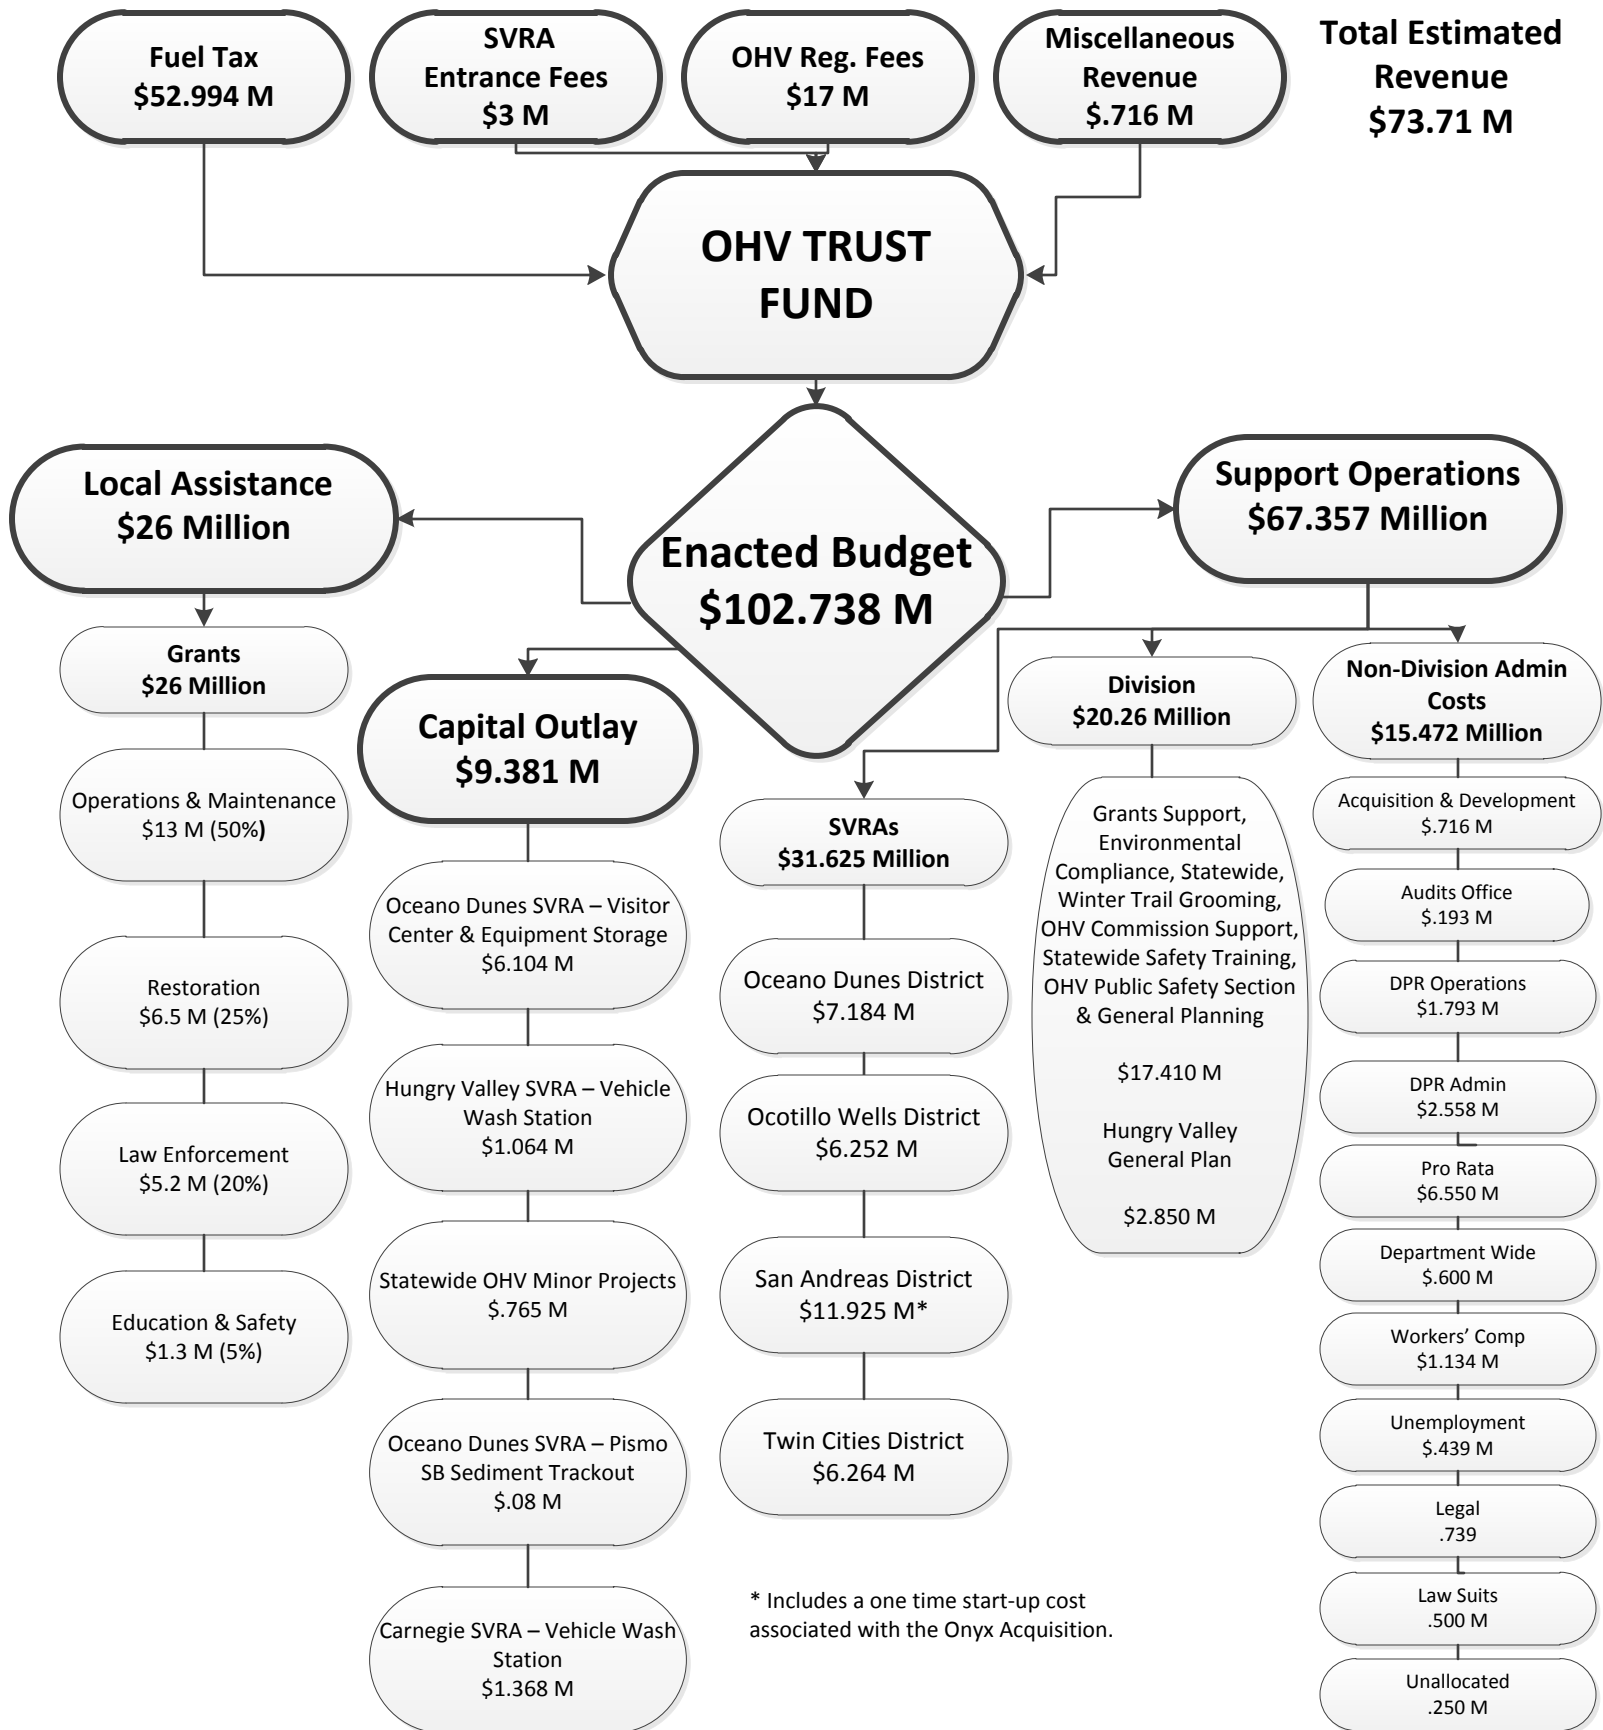 Fuel Tax
$52.994 M
SVRA
Entrance Fees
$3 M
OHV Reg. Fees
$17 M
Miscellaneous
Revenue
$.716 M
Total Estimated
Revenue
$73.71 M
OHV TRUST
FUND
Local Assistance
$26 Million
Enacted Budget
$102.738 M
Support Operations
$67.357 Million
Grants
$26 Million
Operations & Maintenance
$13 M (50%)
Restoration
$6.5 M (25%)
Law Enforcement
$5.2 M (20%)
Education & Safety
$1.3 M (5%)
Capital Outlay
$9.381 M
Oceano Dunes SVRA – Visitor
Center & Equipment Storage
$6.104 M
Hungry Valley SVRA – Vehicle
Wash Station
$1.064 M
Statewide OHV Minor Projects
$.765 M
Oceano Dunes SVRA – Pismo
SB Sediment Trackout
$.08 M
Carnegie SVRA – Vehicle Wash
Station
$1.368 M
SVRAs
$31.625 Million
Oceano Dunes District
$7.184 M
Ocotillo Wells District
$6.252 M
San Andreas District
$11.925 M*
Twin Cities District
$6.264 M
* Includes a one time start-up cost
associated with the Onyx Acquisition.
Division
$20.26 Million
Grants Support,
Environmental
Compliance, Statewide,
Winter Trail Grooming,
OHV Commission Support,
Statewide Safety Training,
OHV Public Safety Section
& General Planning
$17.410 M
Hungry Valley
General Plan
$2.850 M
Non-Division Admin
Costs
$15.472 Million
Acquisition & Development
$.716 M
Audits Office
$.193 M
DPR Operations
$1.793 M
DPR Admin
$2.558 M
Pro Rata
$6.550 M
Department Wide
$.600 M
Workers' Comp
$1.134 M
Unemployment
$.439 M
Legal
.739
Law Suits
.500 M
Unallocated
.250 M